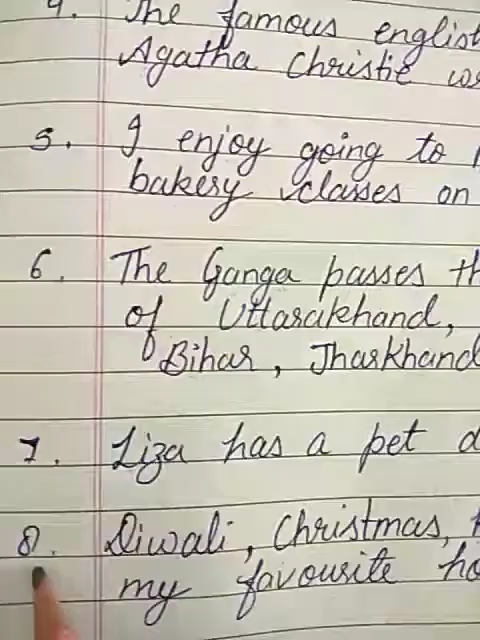 4. The famous english
Agatha Christie
5. I enjoy going to
bakery classes on
6. The Ganga passes
of Uttarakhand,
Bihar, Jharkhand
7. Liza has a pet
8. Diwali, Christmas,
my favourite